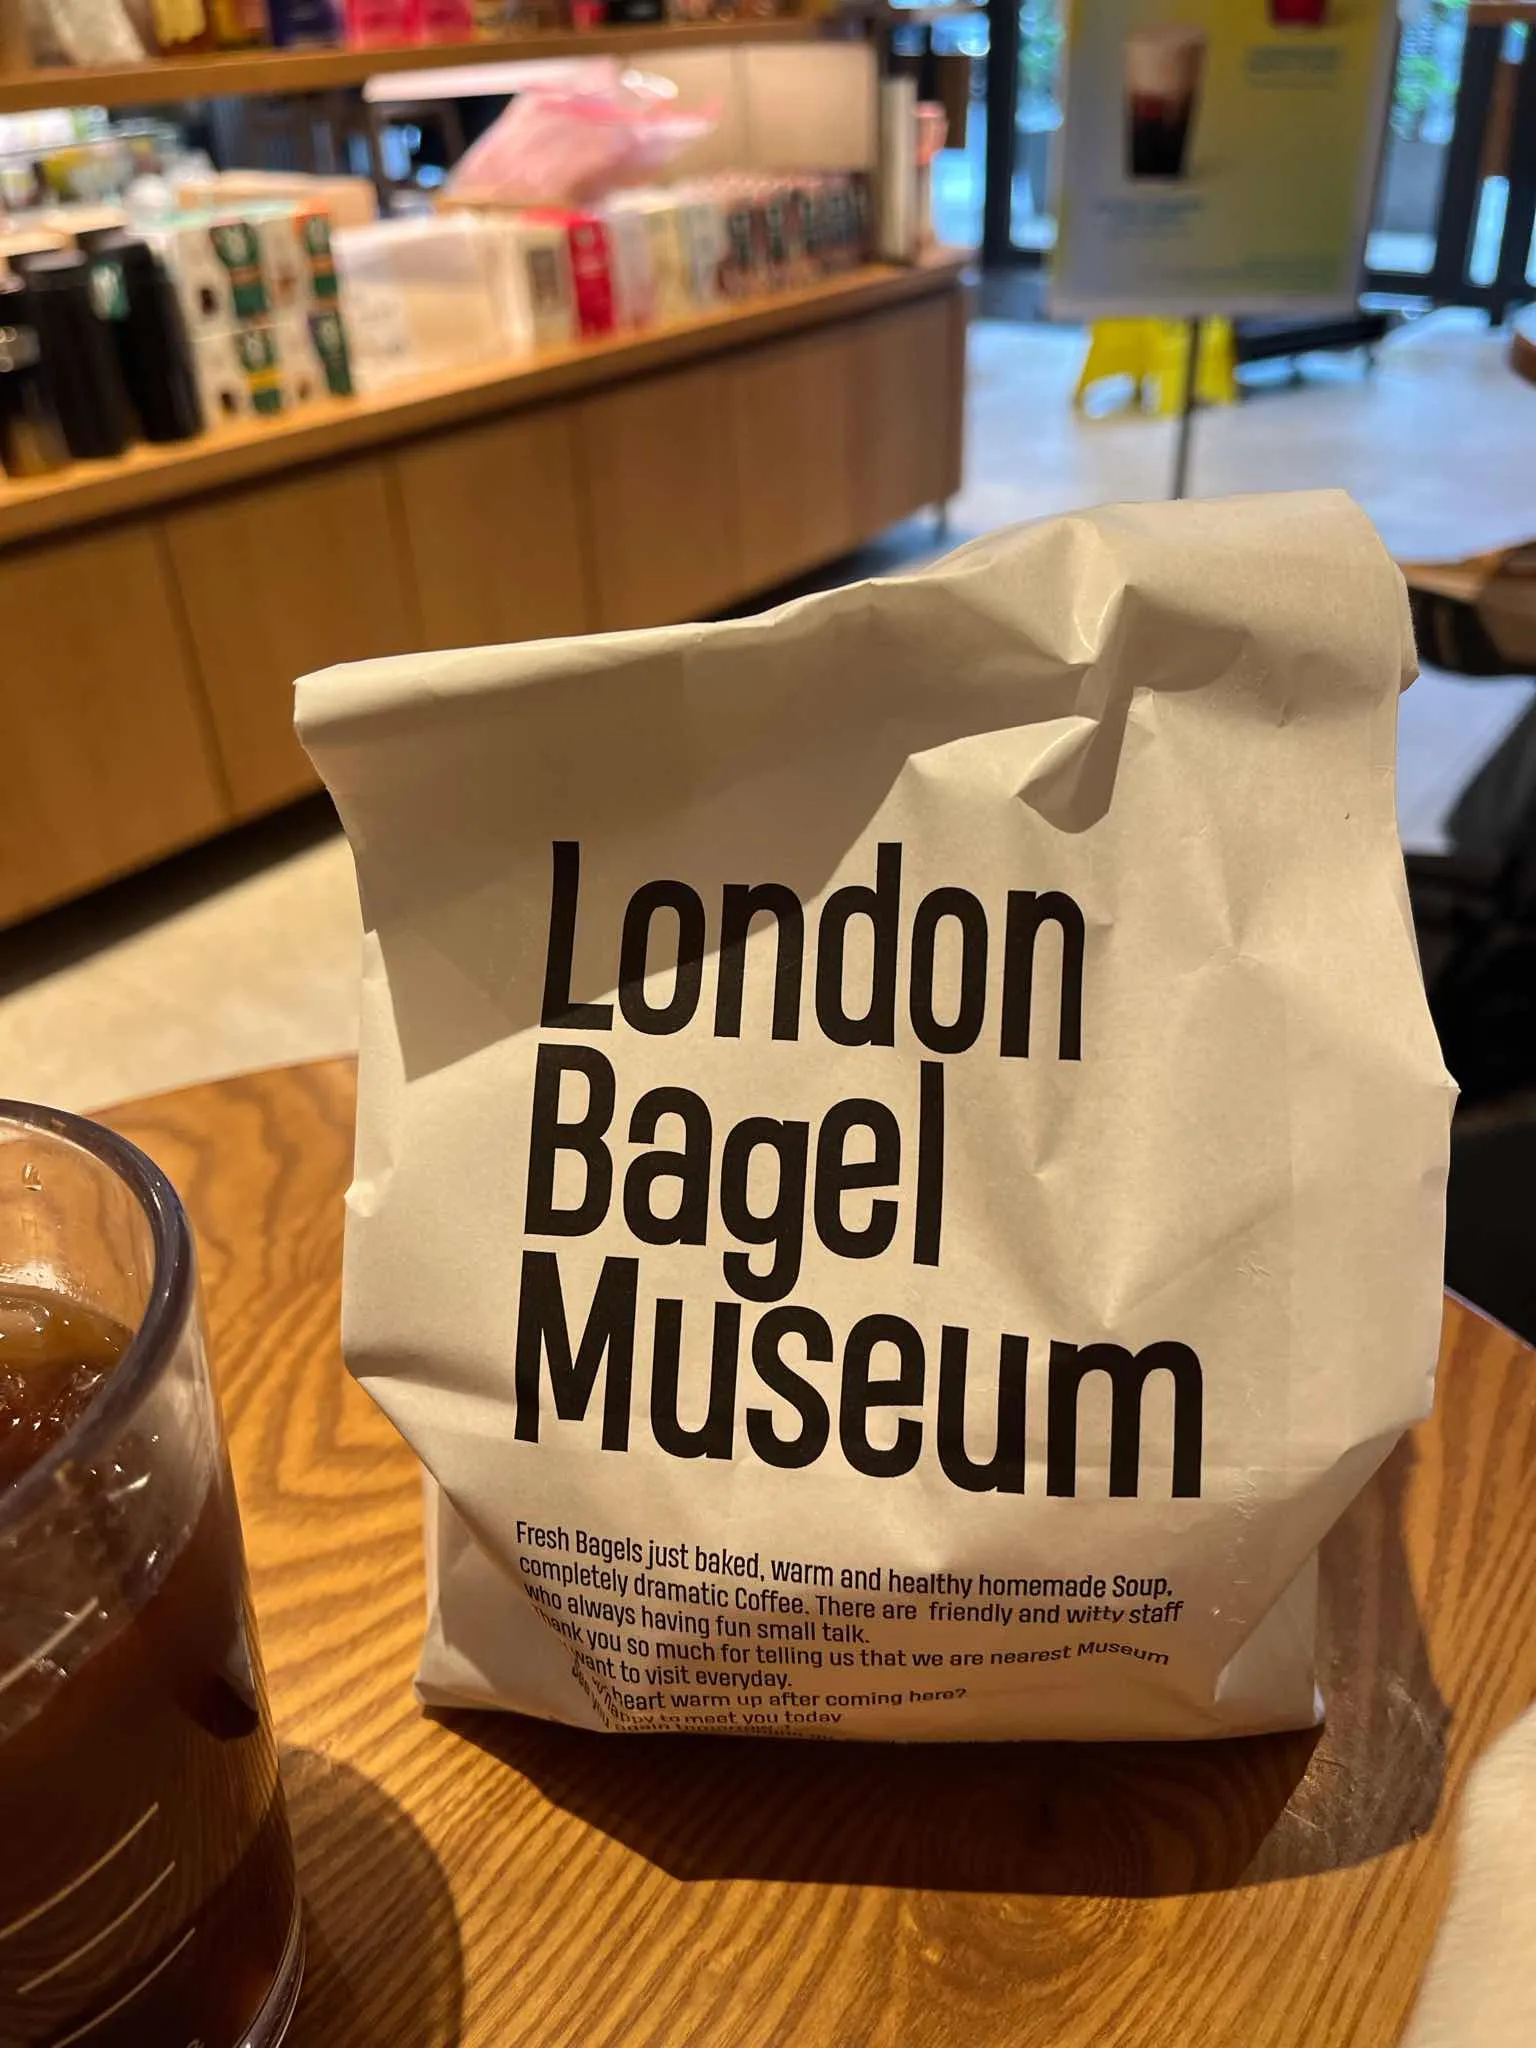 London
Bagel
Museum
Fresh Bagels just baked, warm and healthy homemade Soup,
completely dramatic Coffee. There are friendly and witty staff
who always having fun small talk.
Thank you so much for telling us that we are nearest Museum
want to visit everyday.
heart warm up after coming here?
happy to meet you today
again